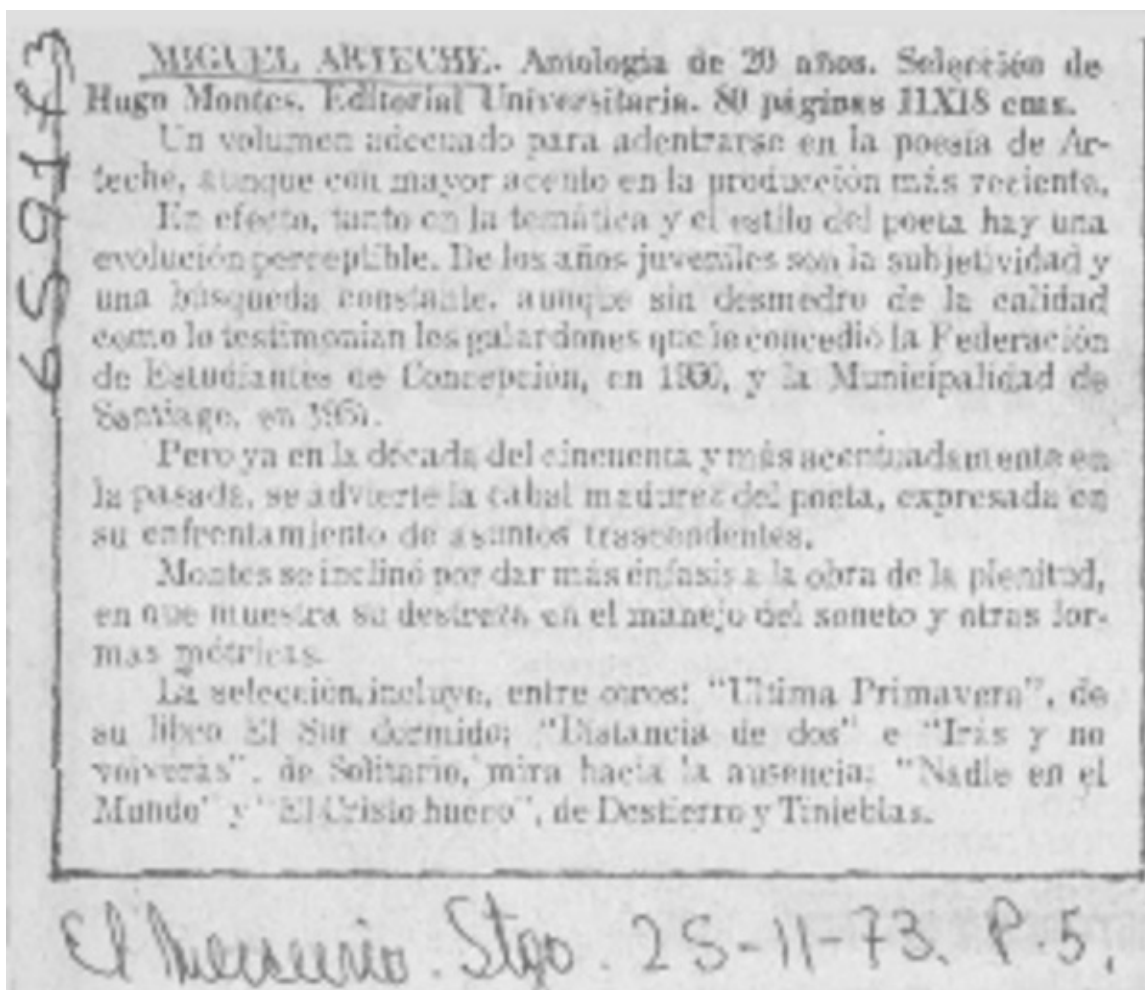 MIGUEL ARTECHE. Antología de 20 años. Selección de
Hugo Montes. Editorial Universitaria. 80 páginas 11X18 cms.
Un volumen adecuado para adentrarse en la poesía de Ar-
teche, aunque con mayor acento en la producción más reciente.
En efecto, tanto en la temática y el estilo del poeta hay una
evolución perceptible. De los años juveniles son la subjetividad y
una búsqueda constante, aunque sin desmedro de la calidad
como lo testimonian los galardones que le concedió la Federación
de Estudiantes de Concepción, en y la Municipalidad de
Santiago, en
Pero ya en la década del cincuenta y más acentuadamente en
la pasada, se advierte la cabal madurez del poeta, expresada en
su enfrentamiento de asuntos trascendentes.
Montes se inclinó por dar más énfasis a la obra de la plenitud,
en que muestra su destreza en el manejo del soneto y otras for-
mas métricas.
La selección incluye, entre otros: "Ultima Primavera", de
su libro El Sur dormido; "Distancia de dos" e "Irás y no
volverás", de Solitario, mira hacia la ausencia; "Nadie en el
Mundo" y "El Cristo hueco", de Destierro y Tinieblas.
El Mercurio. Stgo. 25-11-73. P.5.